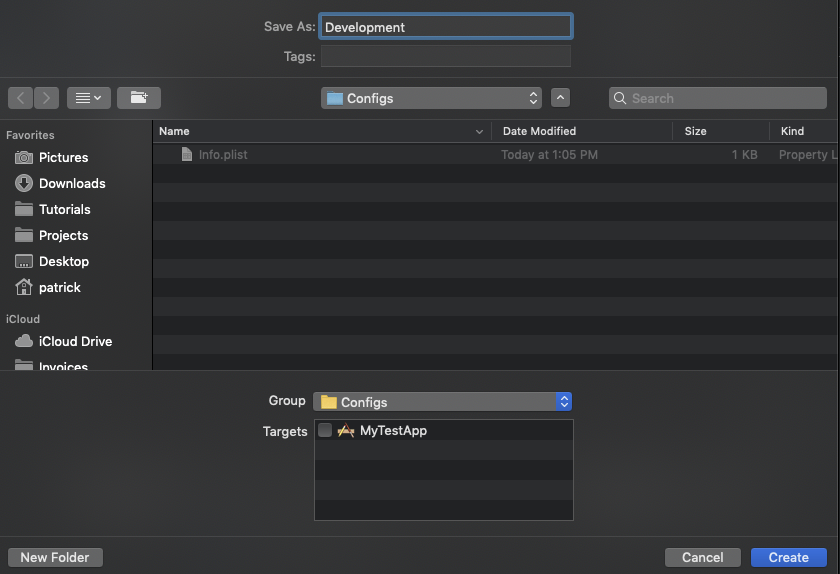 Save As: Development
Tags:
Configs
Search
Favorites
Name Date Modified Size Kind
Info.plist Today at 1:05 PM 1 KB Property L
Pictures
Downloads
Tutorials
Projects
Desktop
patrick
iCloud
iCloud Drive
Invoices
Group Configs
Targets MyTestApp
New Folder Cancel Create